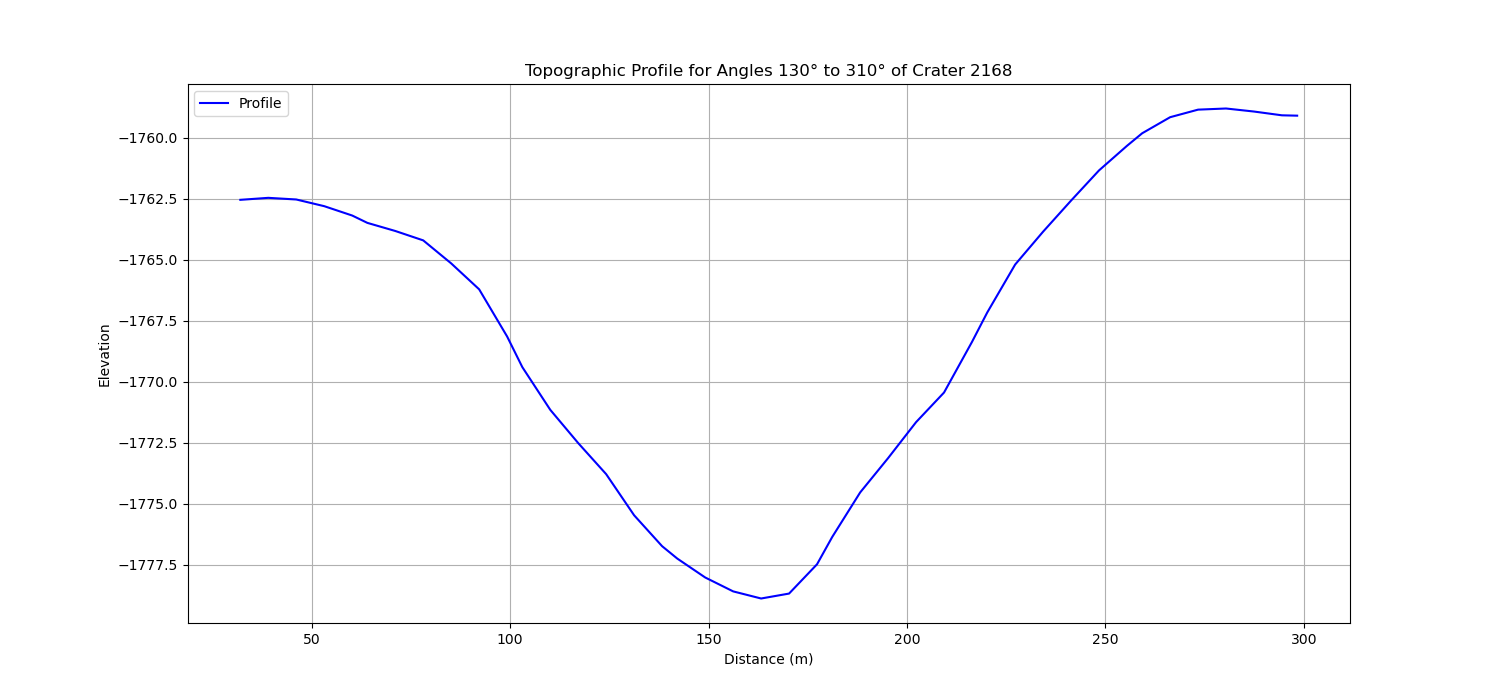 Topographic Profile for Angles 130° to 310° of Crater 2168
Profile
−1760.0
−1762.5
−1765.0
−1767.5
−1770.0
−1772.5
−1775.0
−1777.5
Elevation
50 100 150 200 250 300
Distance (m)